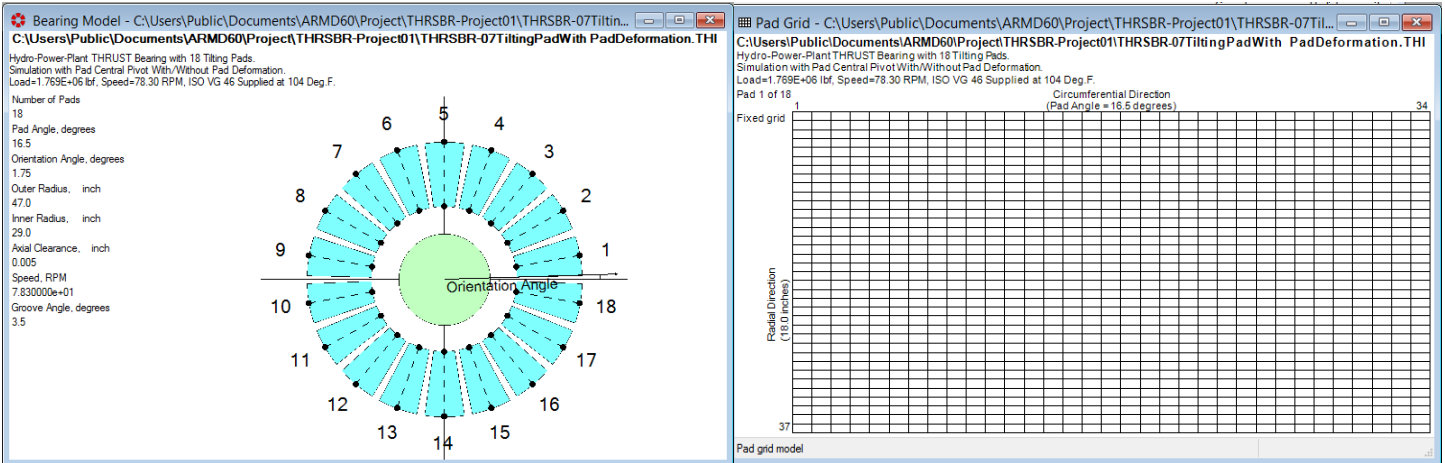 Bearing Model - C:\Users\Public\Documents\ARMD60\Project\THRSBR-Project01\THRSBR-07Tiltin...
C:\Users\Public\Documents\ARMD60\Project\THRSBR-Project01\THRSBR-07TiltingPadWith PadDeformation.THI
Hydro-Power-Plant THRUST Bearing with 18 Tilting Pads.
Simulation with Pad Central Pivot With/Without Pad Deformation.
Load=1.769E+06 lbf, Speed=78.30 RPM, ISO VG 46 Supplied at 104 Deg.F.
Number of Pads
18
Pad Angle, degrees
16.5
Orientation Angle, degrees
1.75
Outer Radius, inch
47.0
Inner Radius, inch
29.0
Axial Clearance, inch
0.005
Speed, RPM
7.830000e+01
Groove Angle, degrees
3.5
5
6
4
7
3
8
2
9
1
Orientation Angle
10
18
11
17
12
16
13
15
14
Pad Grid - C:\Users\Public\Documents\ARMD60\Project\THRSBR-Project01\THRSBR-07Til...
C:\Users\Public\Documents\ARMD60\Project\THRSBR-Project01\THRSBR-07TiltingPadWith PadDeformation.THI
Hydro-Power-Plant THRUST Bearing with 18 Tilting Pads.
Simulation with Pad Central Pivot With/Without Pad Deformation.
Load=1.769E+06 lbf, Speed=78.30 RPM, ISO VG 46 Supplied at 104 Deg.F.
Pad 1 of 18
Circumferential Direction
1
(Pad Angle = 16.5 degrees)
34
Fixed grid
Radial Direction
(18.0 inches)
37
Pad grid model